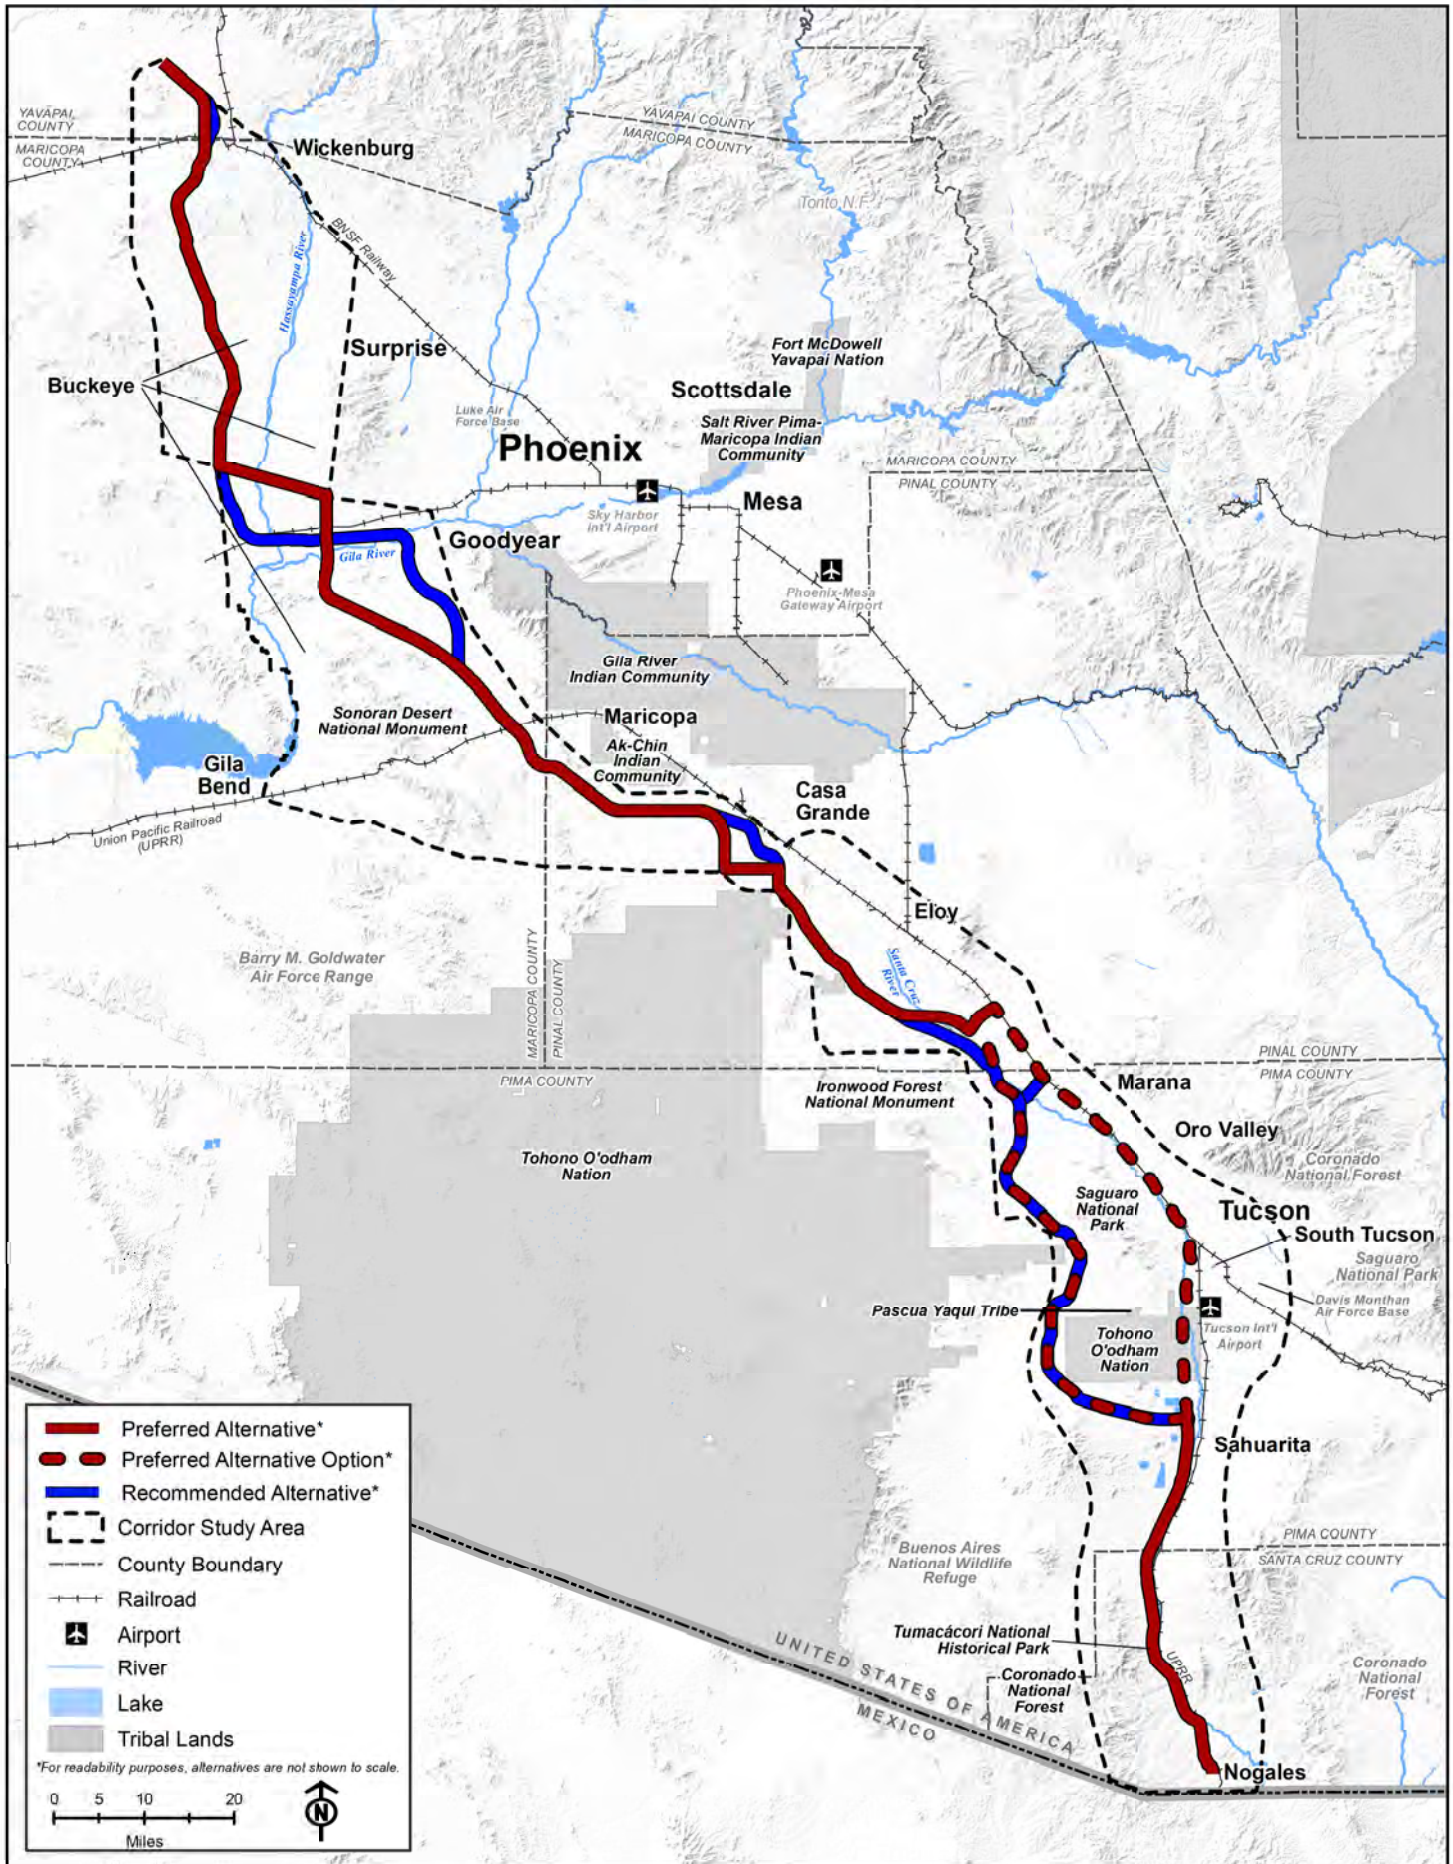 YAVAPAI
COUNTY
MARICOPA
COUNTY
Wickenburg
YAVAPAI COUNTY
MARICOPA COUNTY
Tonto N.F.
BNSF Railway
Hassayampa River
Surprise
Buckeye
Fort McDowell
Yavapai Nation
Scottsdale
Luke Air
Force Base
Salt River Pima-
Maricopa Indian
Community
Phoenix
MARICOPA COUNTY
PINAL COUNTY
Mesa
Sky Harbor
Int'l Airport
Goodyear
Gila River
Phoenix-Mesa
Gateway Airport
Gila River
Indian Community
Sonoran Desert
National Monument
Maricopa
Ak-Chin
Indian
Community
Gila
Bend
Casa
Grande
Union Pacific Railroad
(UPRR)
Eloy
Barry M. Goldwater
Air Force Range
MARICOPA COUNTY
PINAL COUNTY
Santa Cruz
River
PINAL COUNTY
PIMA COUNTY
PIMA COUNTY
Ironwood Forest
National Monument
Marana
Oro Valley
Tohono O'odham
Nation
Coronado
National Forest
Saguaro
National
Park
Tucson
South Tucson
Saguaro
National Park
Davis Monthan
Air Force Base
Pascua Yaqui Tribe
Tucson Int'l
Airport
Tohono
O'odham
Nation
Sahuarita
PIMA COUNTY
SANTA CRUZ COUNTY
Buenos Aires
National Wildlife
Refuge
Tumacácori National
Historical Park
UPRR
Coronado
National
Forest
Coronado
National
Forest
UNITED STATES OF AMERICA
MEXICO
Nogales
Preferred Alternative*
Preferred Alternative Option*
Recommended Alternative*
Corridor Study Area
County Boundary
Railroad
Airport
River
Lake
Tribal Lands
*For readability purposes, alternatives are not shown to scale.
0 5 10 20
Miles
N